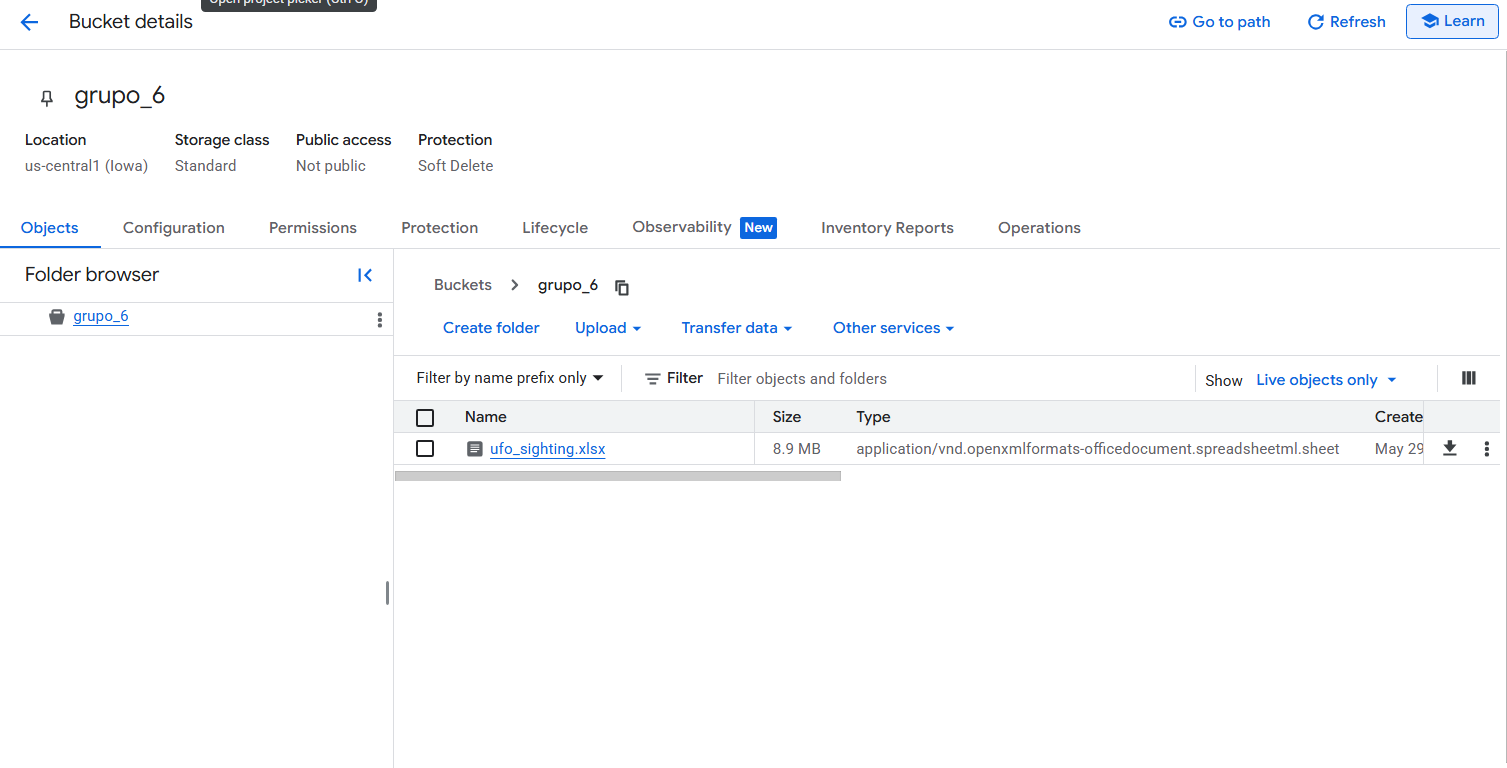 Open project picker (Ctrl O)
Bucket details
Go to path
Refresh
Learn
grupo_6
Location Storage class Public access Protection
us-central1 (Iowa) Standard Not public Soft Delete
Objects Configuration Permissions Protection Lifecycle Observability New Inventory Reports Operations
Folder browser
grupo_6
Buckets grupo_6
Create folder Upload Transfer data Other services
Filter by name prefix only Filter Filter objects and folders Show Live objects only
Name Size Type Create
ufo_sighting.xlsx 8.9 MB application/vnd.openxmlformats-officedocument.spreadsheetml.sheet May 29